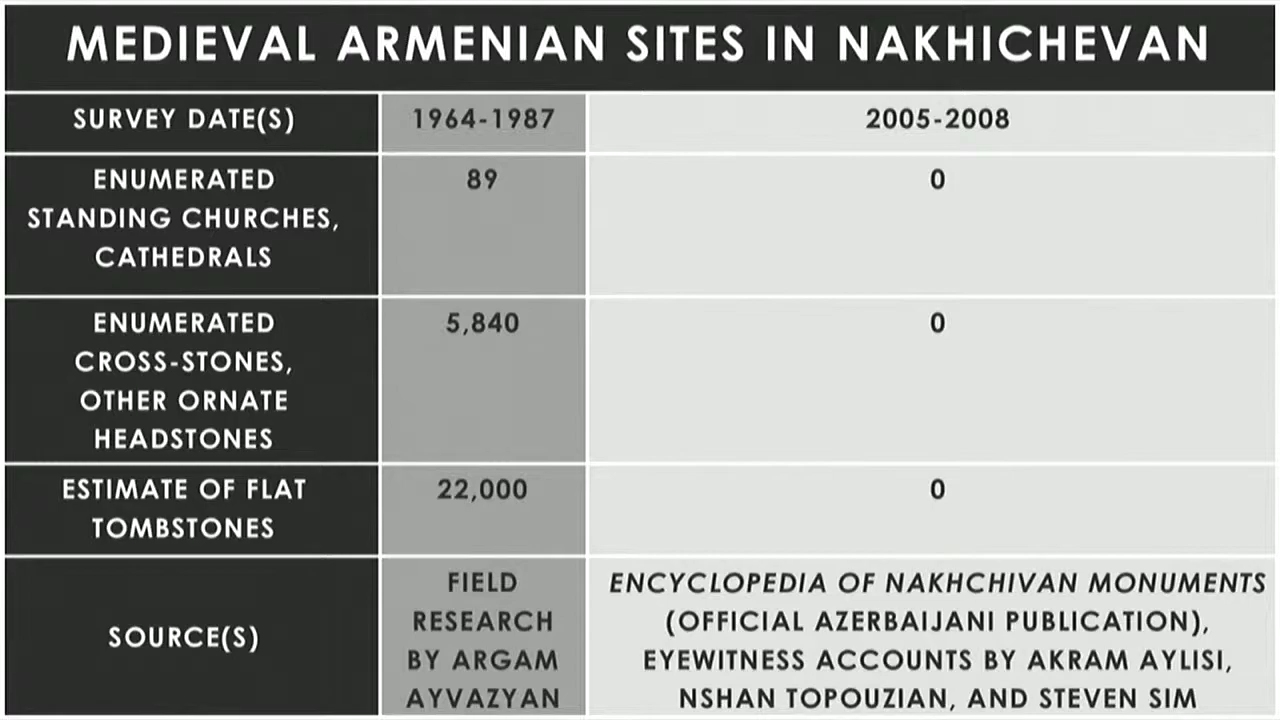 MEDIEVAL ARMENIAN SITES IN NAKHICHEVAN
SURVEY DATE(S)
1964-1987
2005-2008
ENUMERATED
STANDING CHURCHES,
CATHEDRALS
89
0
ENUMERATED
CROSS-STONES,
OTHER ORNATE
HEADSTONES
5,840
0
ESTIMATE OF FLAT
TOMBSTONES
22,000
0
SOURCE(S)
FIELD
RESEARCH
BY ARGAM
AYVAZYAN
ENCYCLOPEDIA OF NAKHCHIVAN MONUMENTS
(OFFICIAL AZERBAIJANI PUBLICATION),
EYEWITNESS ACCOUNTS BY AKRAM AYLISI,
NSHAN TOPOUZIAN, AND STEVEN SIM